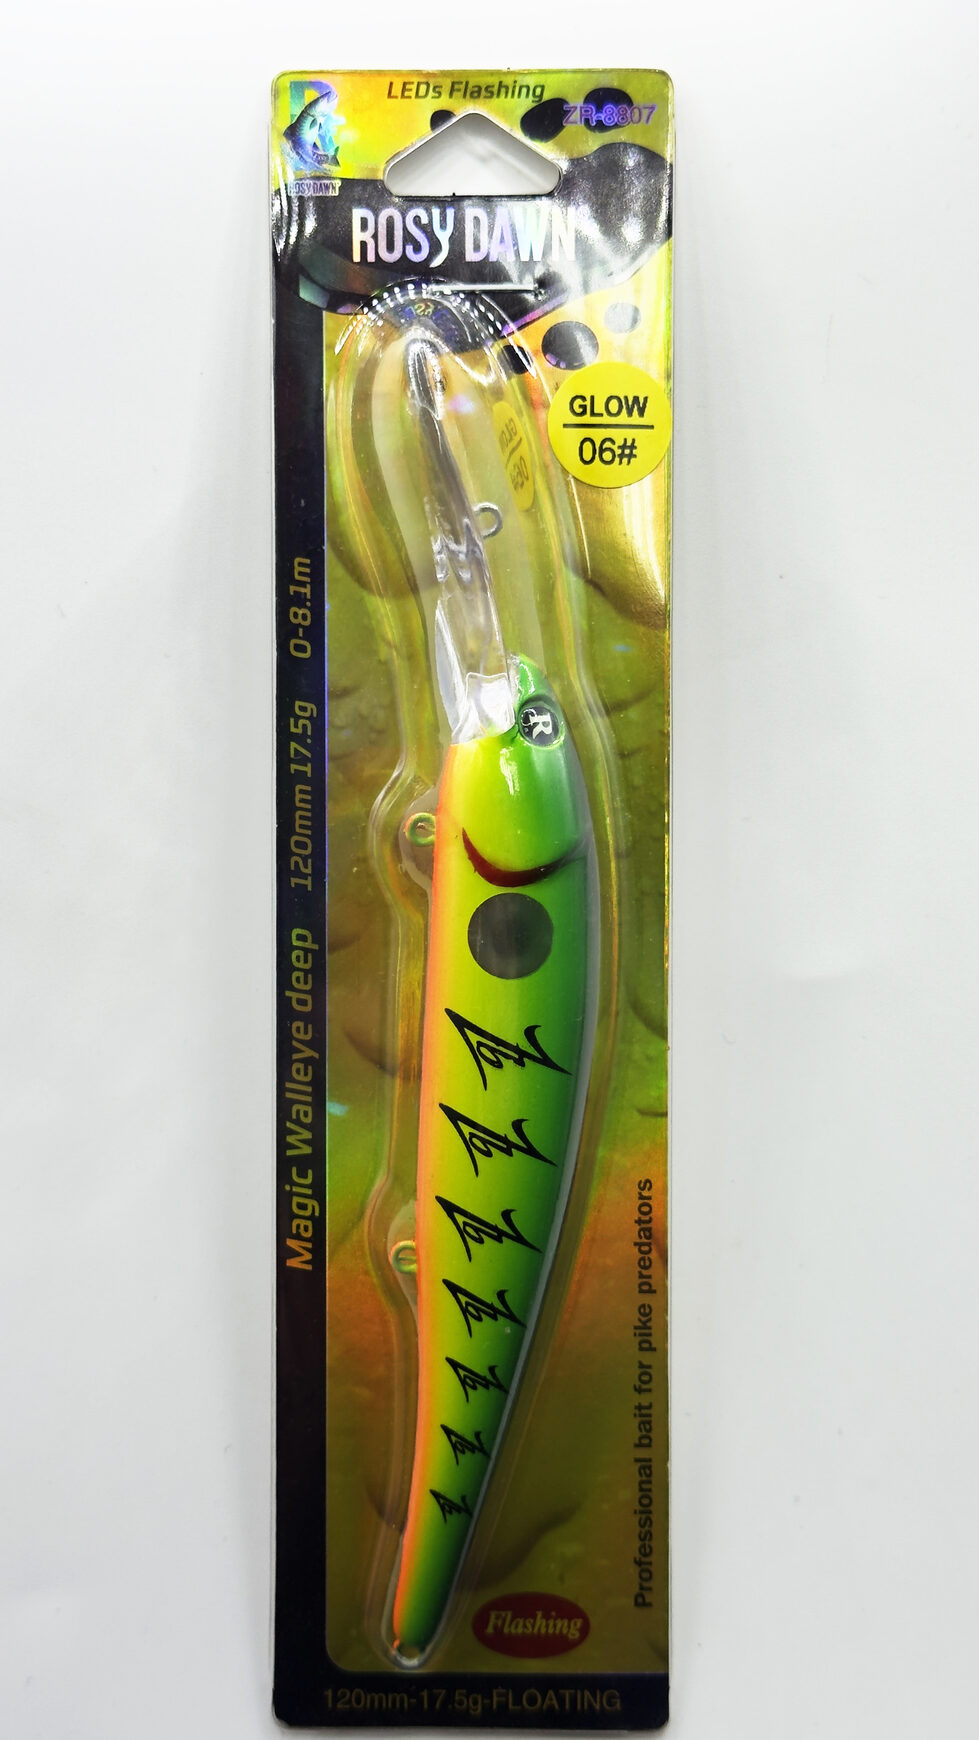 LEDs Flashing
ZR-8807
ROSY DAWN
ROSY DAWN
GLOW
06#
R
Magic Walleye deep 120mm 17.5g 0-8.1m
Professional bait for pike predators
Flashing
120mm-17.5g-FLOATING